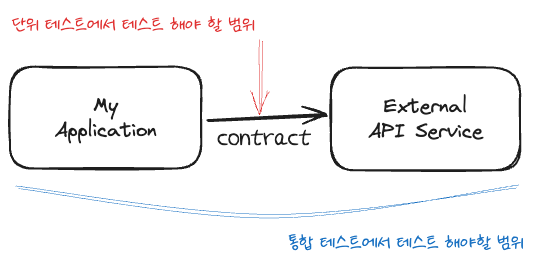 단위 테스트에서 테스트 해야 할 범위
My
Application
contract
External
API Service
통합 테스트에서 테스트 해야할 범위